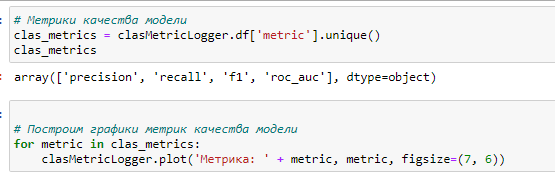 # Метрики качества модели
clas_metrics = clasMetricLogger.df['metric'].unique()
clas_metrics
array(['precision', 'recall', 'f1', 'roc_auc'], dtype=object)
# Построим графики метрик качества модели
for metric in clas_metrics:
    clasMetricLogger.plot('Метрика: ' + metric, metric, figsize=(7, 6))